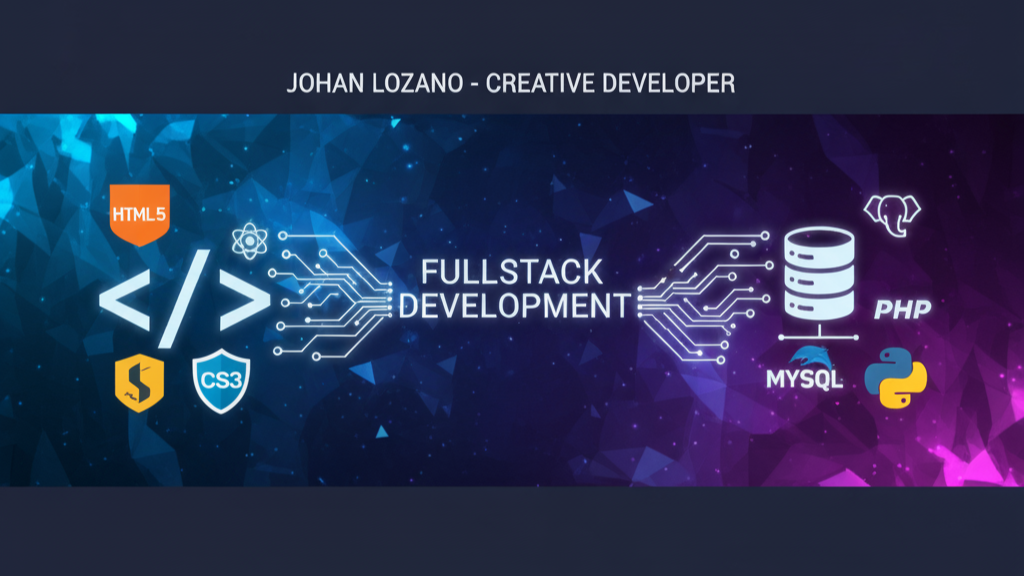 JOHAN LOZANO - CREATIVE DEVELOPER
HTML5
FULLSTACK
DEVELOPMENT
PHP
CS3
MYSQL